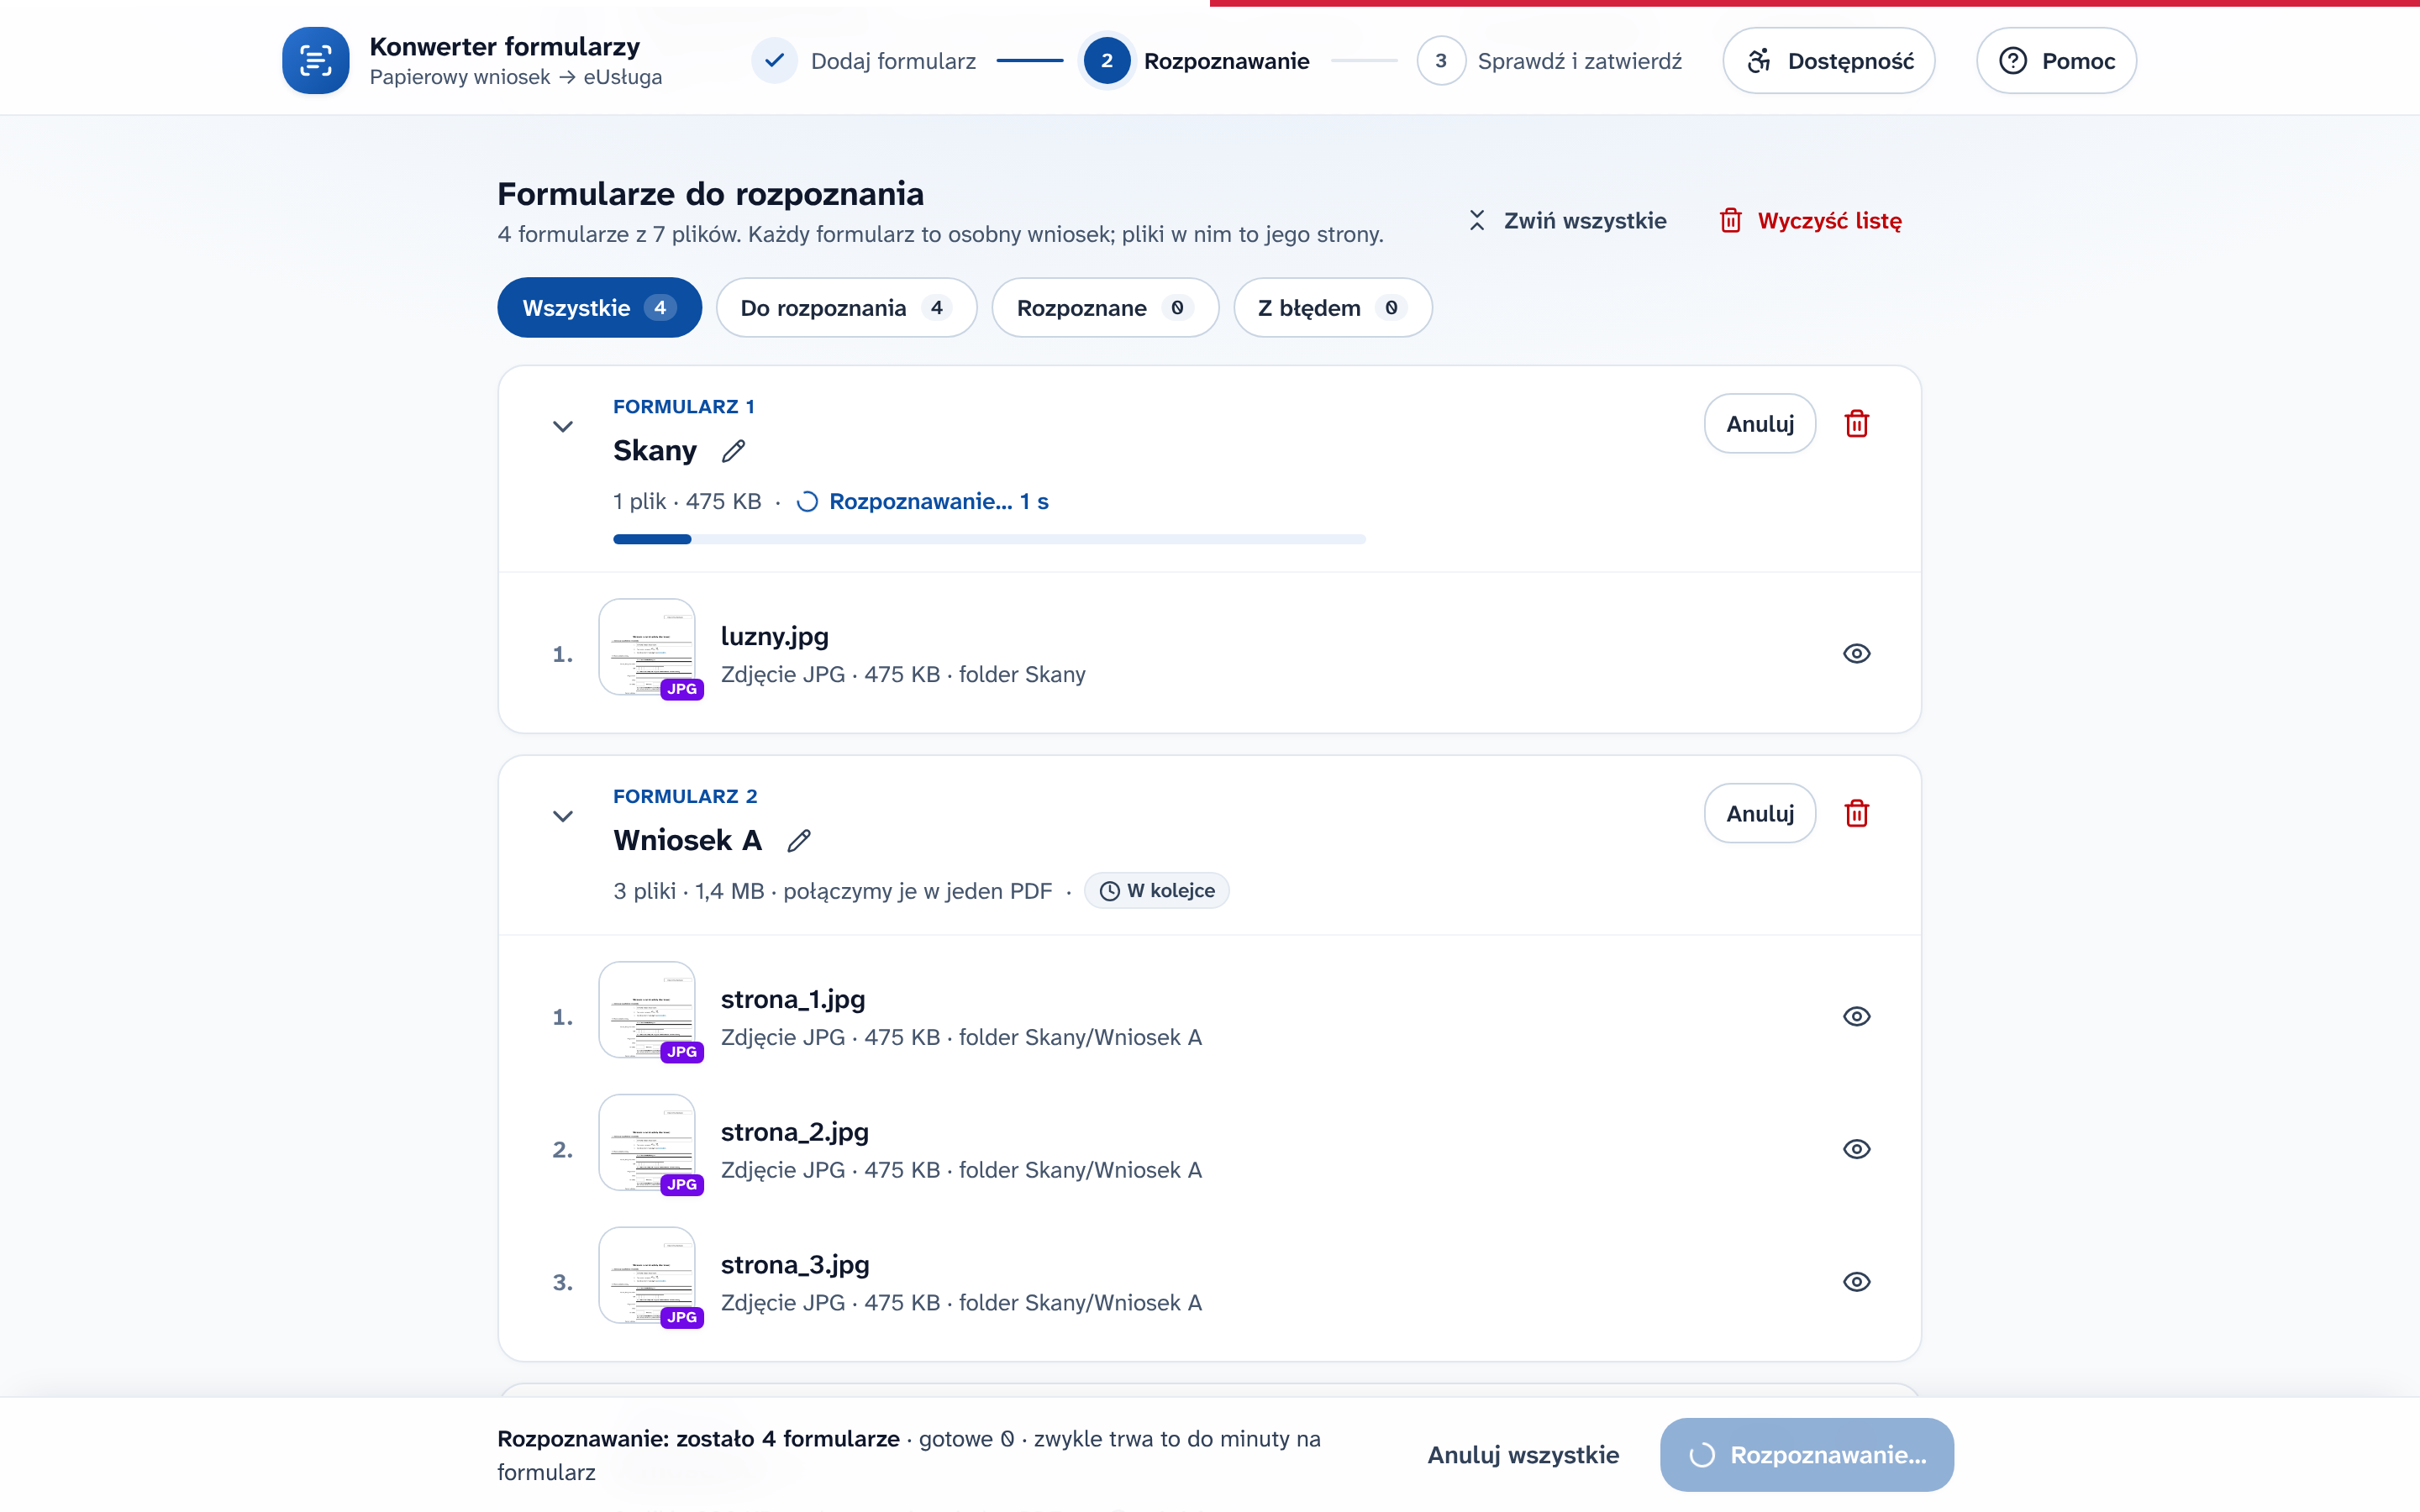 Konwerter formularzy
Papierowy wniosek → eUsługa
Dodaj formularz
2 Rozpoznawanie
3 Sprawdź i zatwierdź
Dostępność
Pomoc
Formularze do rozpoznania
4 formularze z 7 plików. Każdy formularz to osobny wniosek; pliki w nim to jego strony.
Zwiń wszystkie
Wyczyść listę
Wszystkie 4
Do rozpoznania 4
Rozpoznane 0
Z błędem 0
FORMULARZ 1
Skany
Anuluj
1 plik · 475 KB · Rozpoznawanie... 1 s
1.
JPG
luzny.jpg
Zdjęcie JPG · 475 KB · folder Skany
FORMULARZ 2
Wniosek A
Anuluj
3 pliki · 1,4 MB · połączymy je w jeden PDF · W kolejce
1.
JPG
strona_1.jpg
Zdjęcie JPG · 475 KB · folder Skany/Wniosek A
2.
JPG
strona_2.jpg
Zdjęcie JPG · 475 KB · folder Skany/Wniosek A
3.
JPG
strona_3.jpg
Zdjęcie JPG · 475 KB · folder Skany/Wniosek A
Rozpoznawanie: zostało 4 formularze · gotowe 0 · zwykle trwa to do minuty na
formularz
Anuluj wszystkie
Rozpoznawanie...